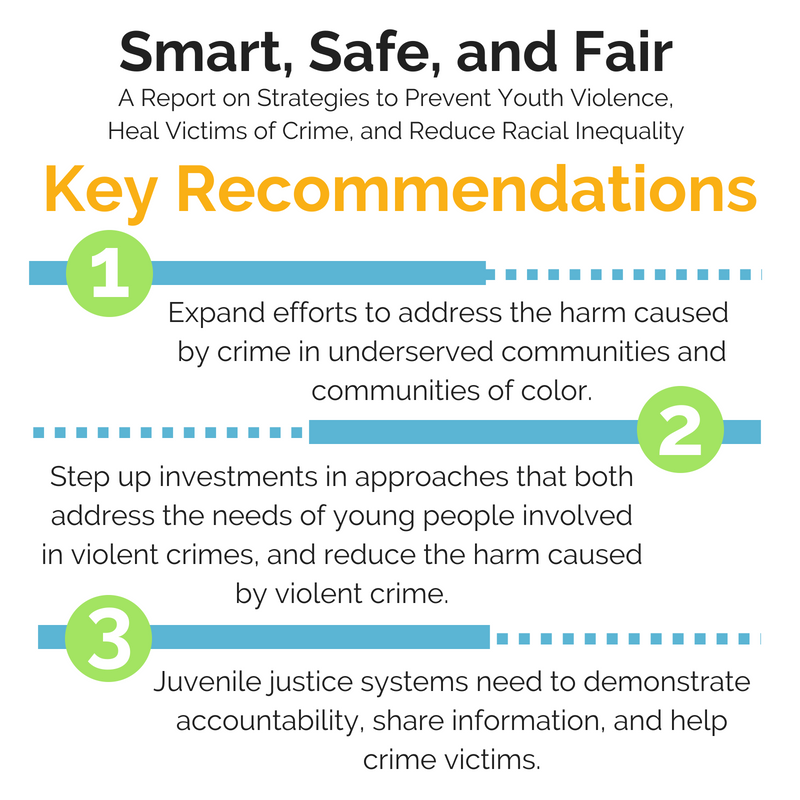 Smart, Safe, and Fair
A Report on Strategies to Prevent Youth Violence,
Heal Victims of Crime, and Reduce Racial Inequality
Key Recommendations
1
Expand efforts to address the harm caused
by crime in underserved communities and
communities of color.
2
Step up investments in approaches that both
address the needs of young people involved
in violent crimes, and reduce the harm caused
by violent crime.
3
Juvenile justice systems need to demonstrate
accountability, share information, and help
crime victims.